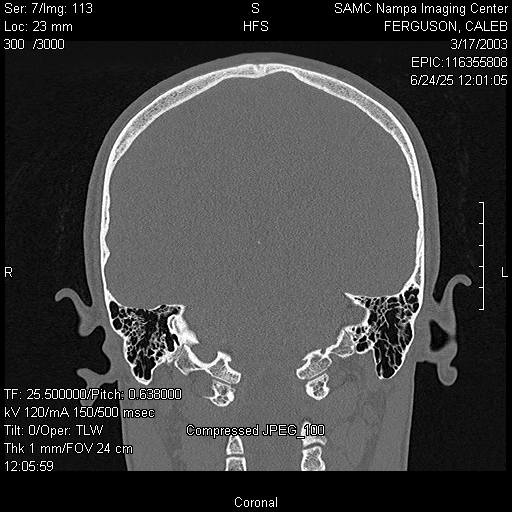 Ser: 7/Img: 113
S
SAMC Nampa Imaging Center
Loc: 23 mm
HFS
FERGUSON, CALEB
300 /3000
3/17/2003
EPIC:116355808
6/24/25 12:01:05
R
L
TF: 25.500000/Pitch: 0.638000
kV 120/mA 150/500 msec
Tilt: 0/Oper: TLW
Compressed JPEG_100
Thk 1 mm/FOV 24 cm
12:05:59
Coronal